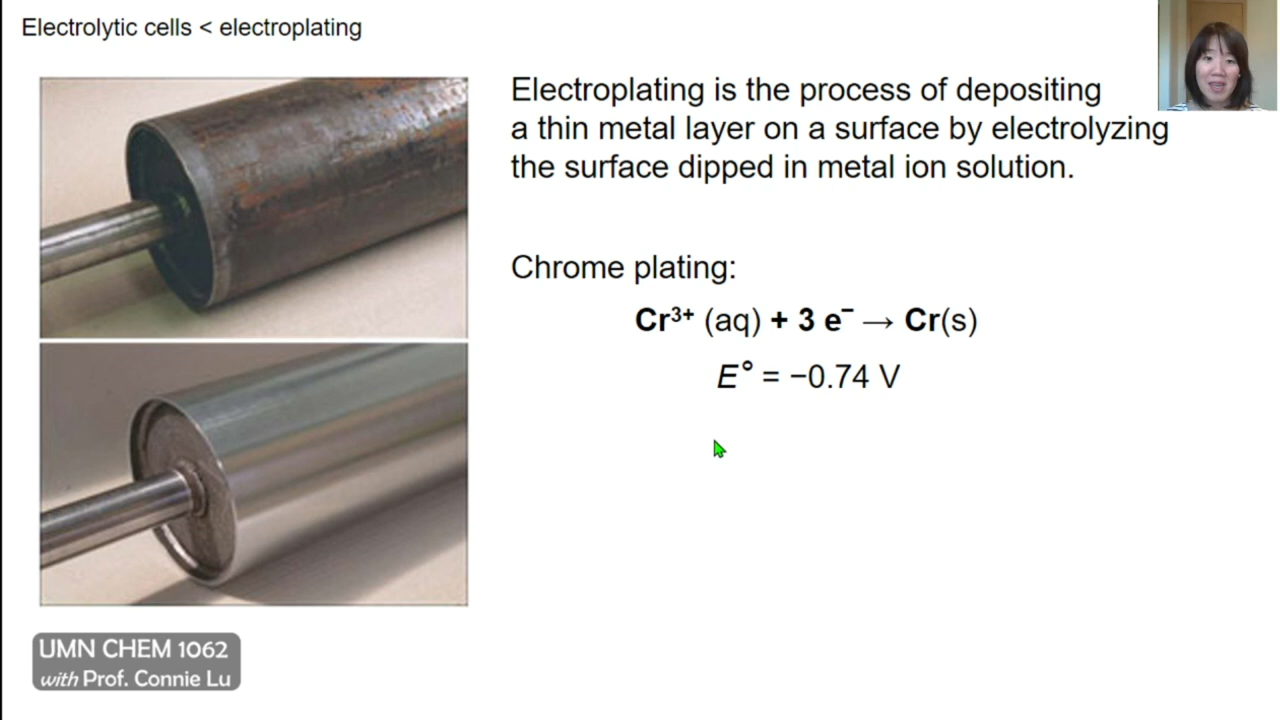 Electrolytic cells < electroplating
Electroplating is the process of depositing
a thin metal layer on a surface by electrolyzing
the surface dipped in metal ion solution.
Chrome plating:
Cr³⁺ (aq) + 3 e⁻ → Cr(s)
E° = −0.74 V
UMN CHEM 1062
with Prof. Connie Lu